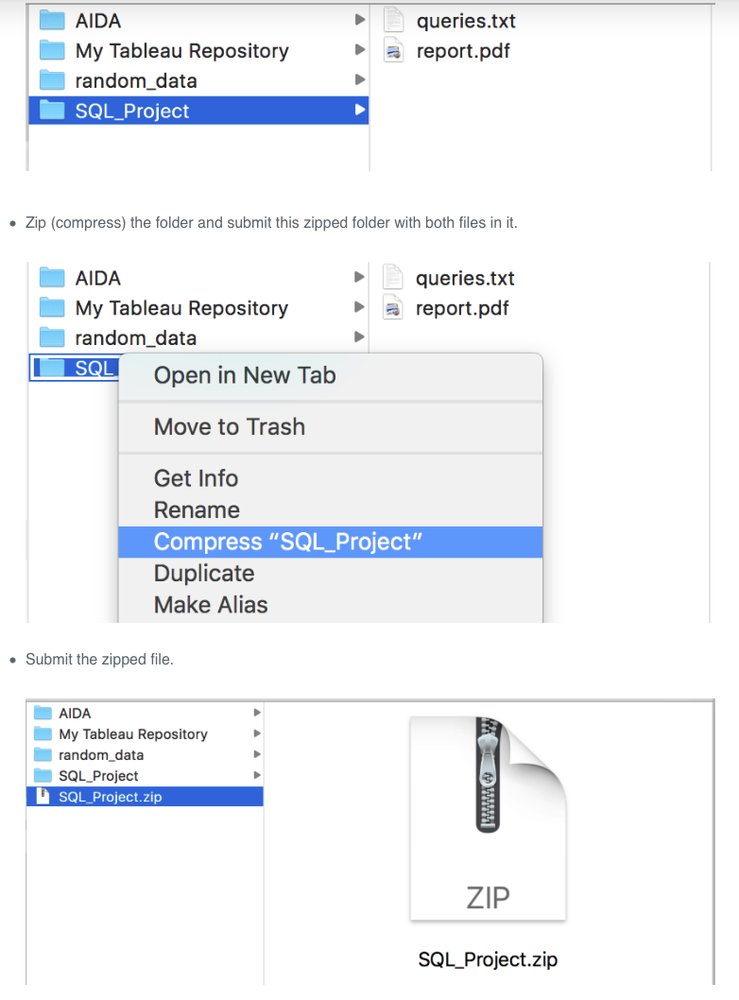 AIDA
My Tableau Repository
random_data
SQL_Project
queries.txt
report.pdf
• Zip (compress) the folder and submit this zipped folder with both files in it.
AIDA
My Tableau Repository
random_data
SQL_
queries.txt
report.pdf
Open in New Tab
Move to Trash
Get Info
Rename
Compress “SQL_Project”
Duplicate
Make Alias
• Submit the zipped file.
AIDA
My Tableau Repository
random_data
SQL_Project
SQL_Project.zip
ZIP
SQL_Project.zip